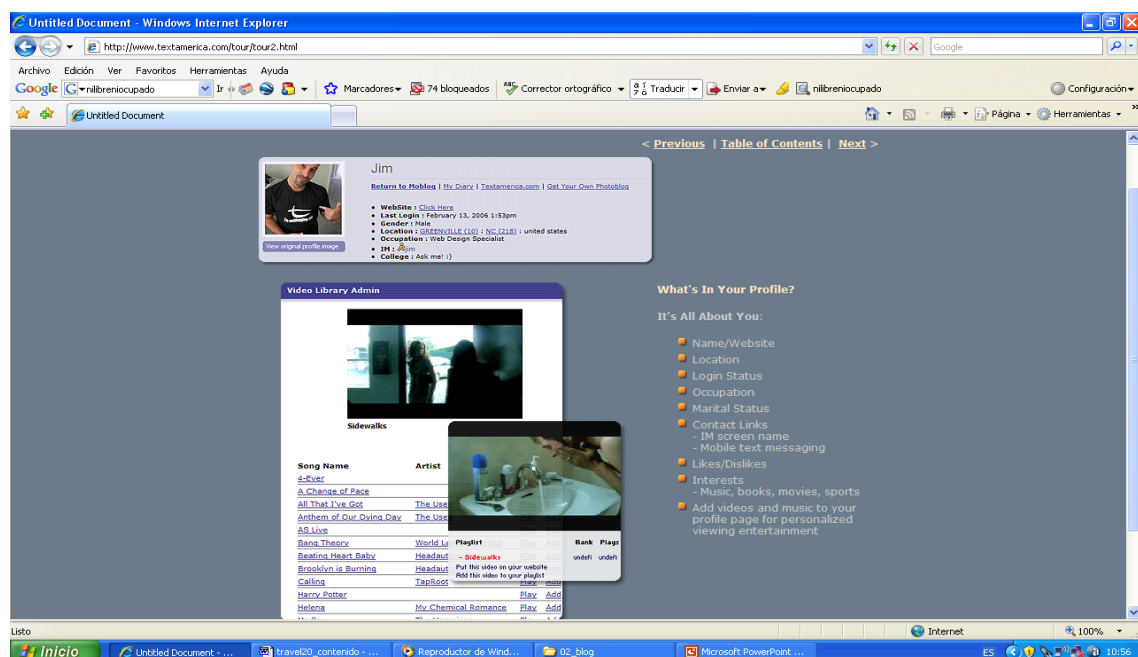 Untitled Document - Windows Internet Explorer
http://www.textamerica.com/tour/tour2.html
Google
Archivo Edición Ver Favoritos Herramientas Ayuda
Google nilibreniocupado Ir Marcadores 74 bloqueados Corrector ortográfico Traducir Enviar a nilibreniocupado Configuración
Untitled Document Página Herramientas
< Previous | Table of Contents | Next >
Jim
Return to Moblog | My Diary | Textamerica.com | Get Your Own Photoblog
WebSite : Click Here
Last Login : February 13, 2006 1:53pm
Gender : Male
Location : GREENVILLE (10) : NC (218) : united states
Occupation : Web Design Specialist
IM : jim
College : Ask me! :)
View original profile image
Video Library Admin
Sidewalks
Song Name Artist
4-Ever
A Change of Pace
All That I've Got The Use
Anthem of Our Dying Day The Use
AS Live
Bang Theory World Le
Beating Heart Baby Headaut
Brooklyn is Burning Headaut
Calling TapRoot Play Add
Harry Potter Play Add
Helena My Chemical Romance Play Add
Playlist Rank Plays
- Sidewalks undefi undefi
Put this video on your website
Add this video to your playlist
What's In Your Profile?
It's All About You:
Name/Website
Location
Login Status
Occupation
Marital Status
Contact Links
- IM screen name
- Mobile text messaging
Likes/Dislikes
Interests
- Music, books, movies, sports
Add videos and music to your
profile page for personalized
viewing entertainment
Listo Internet 100%
Inicio Untitled Document - ... travel20_contenido - ... Reproductor de Wind... 02_blog Microsoft PowerPoint ... ES 10:56